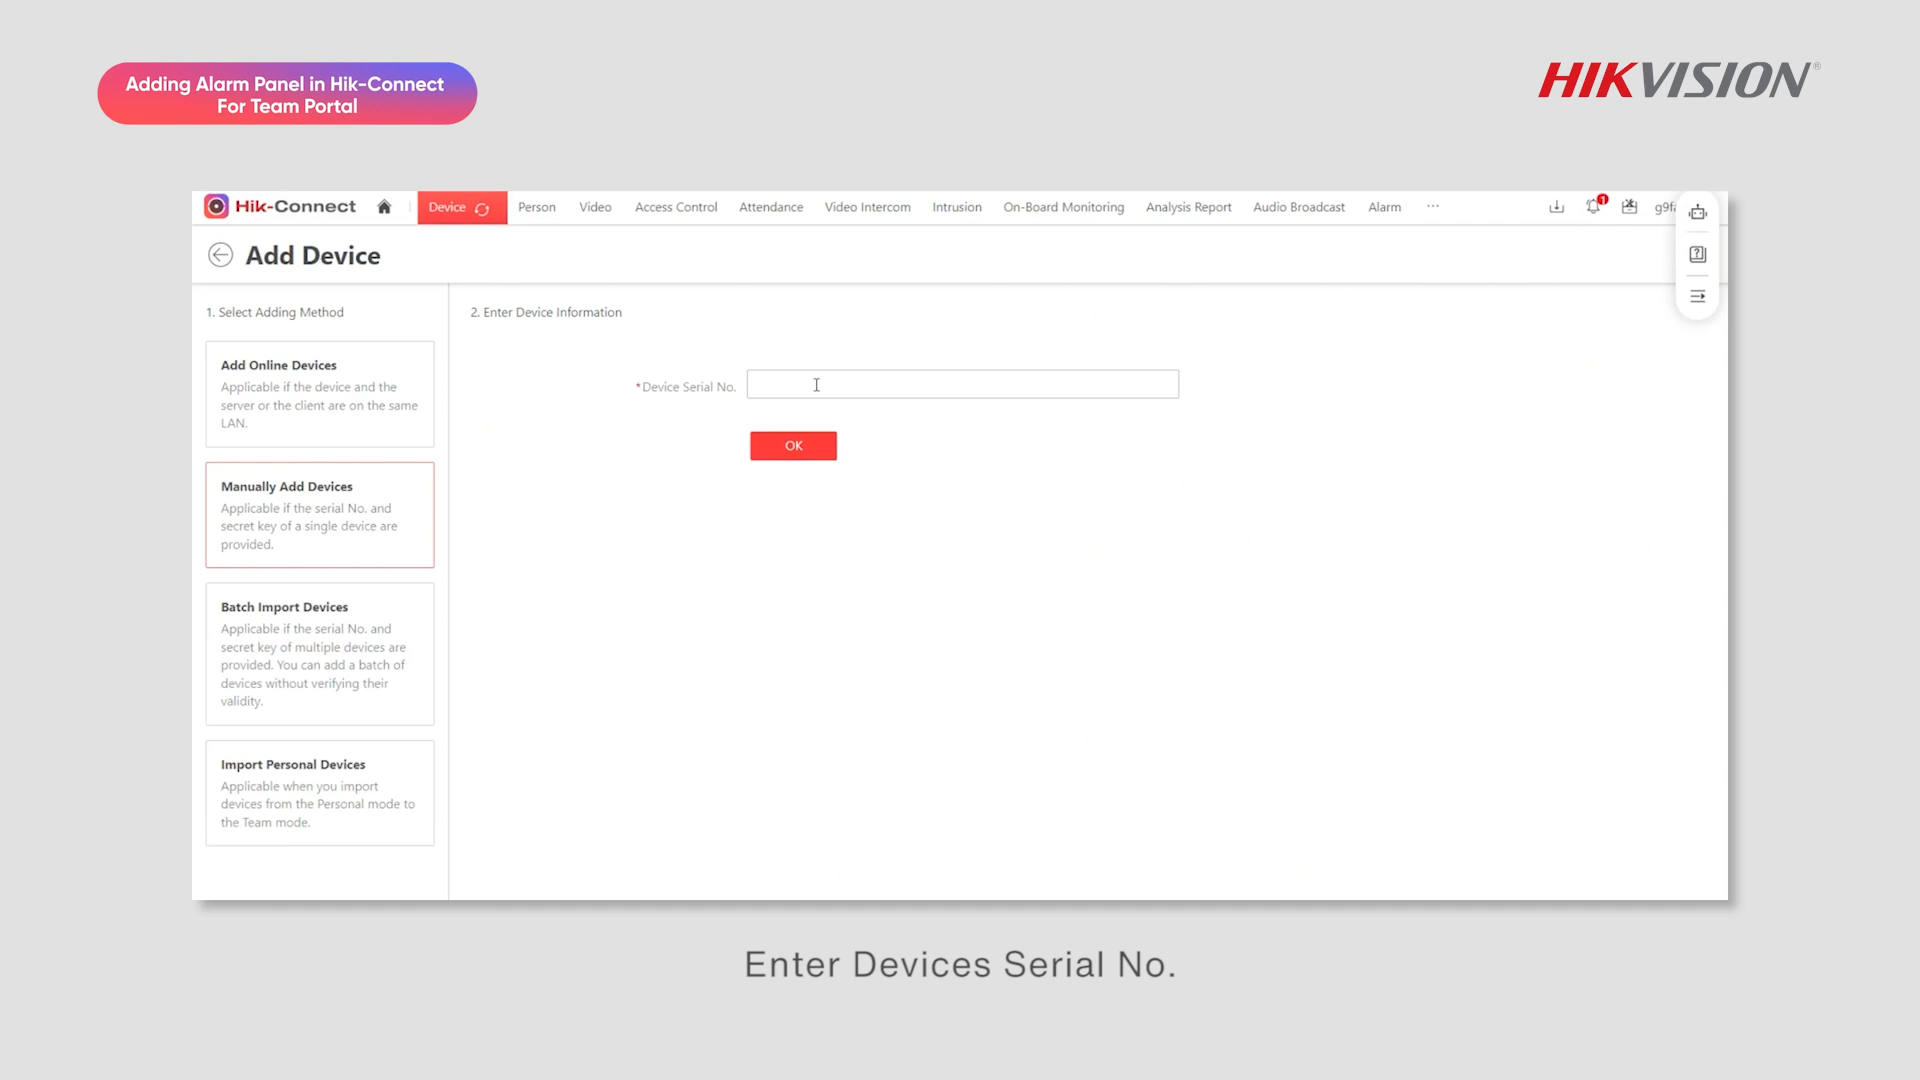 Adding Alarm Panel in Hik-Connect
For Team Portal
HIKVISION®
Hik-Connect Device Person Video Access Control Attendance Video Intercom Intrusion On-Board Monitoring Analysis Report Audio Broadcast Alarm ... 1
Add Device
1. Select Adding Method
Add Online Devices
Applicable if the device and the
server or the client are on the same
LAN.
Manually Add Devices
Applicable if the serial No. and
secret key of a single device are
provided.
Batch Import Devices
Applicable if the serial No. and
secret key of multiple devices are
provided. You can add a batch of
devices without verifying their
validity.
Import Personal Devices
Applicable when you import
devices from the Personal mode to
the Team mode.
2. Enter Device Information
*Device Serial No.
OK
Enter Devices Serial No.